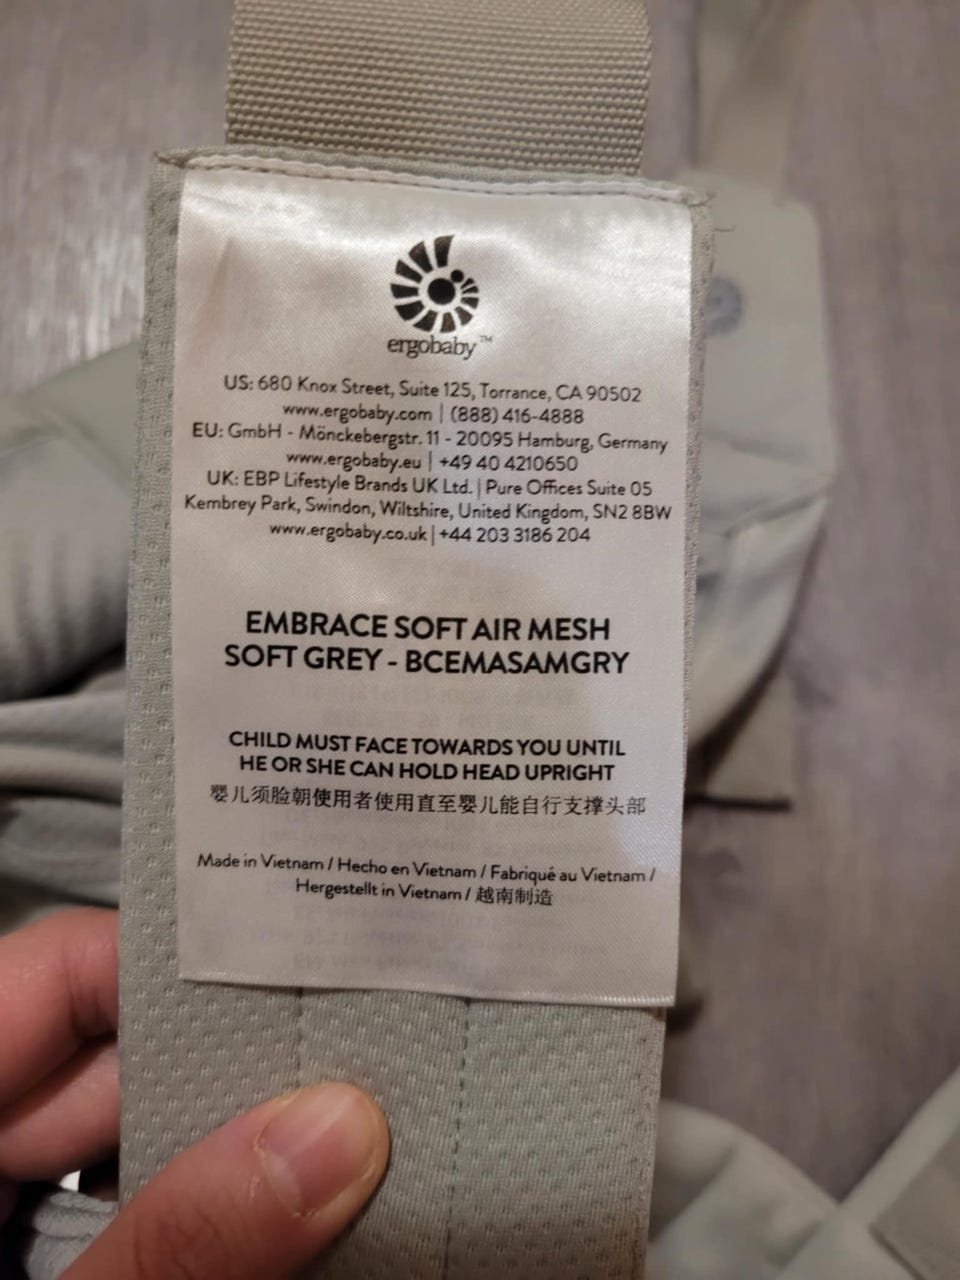 ergobaby™
US: 680 Knox Street, Suite 125, Torrance, CA 90502
www.ergobaby.com | (888) 416-4888
EU: GmbH - Mönckebergstr. 11 - 20095 Hamburg, Germany
www.ergobaby.eu | +49 40 4210650
UK: EBP Lifestyle Brands UK Ltd. | Pure Offices Suite 05
Kembrey Park, Swindon, Wiltshire, United Kingdom, SN2 8BW
www.ergobaby.co.uk | +44 203 3186 204
EMBRACE SOFT AIR MESH
SOFT GREY - BCEMASAMGRY
CHILD MUST FACE TOWARDS YOU UNTIL
HE OR SHE CAN HOLD HEAD UPRIGHT
婴儿须脸朝使用者使用直至婴儿能自行支撑头部
Made in Vietnam / Hecho en Vietnam / Fabriqué au Vietnam /
Hergestellt in Vietnam / 越南制造